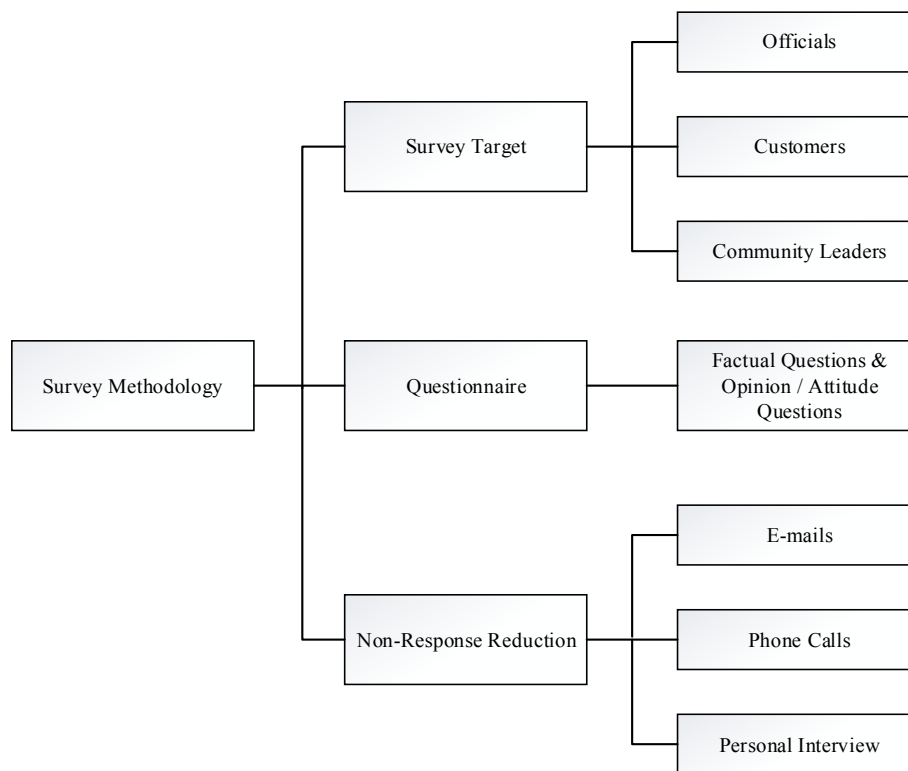 Officials
Survey Target
Customers
Community Leaders
Survey Methodology
Questionnaire
Factual Questions &
Opinion / Attitude
Questions
E-mails
Non-Response Reduction
Phone Calls
Personal Interview